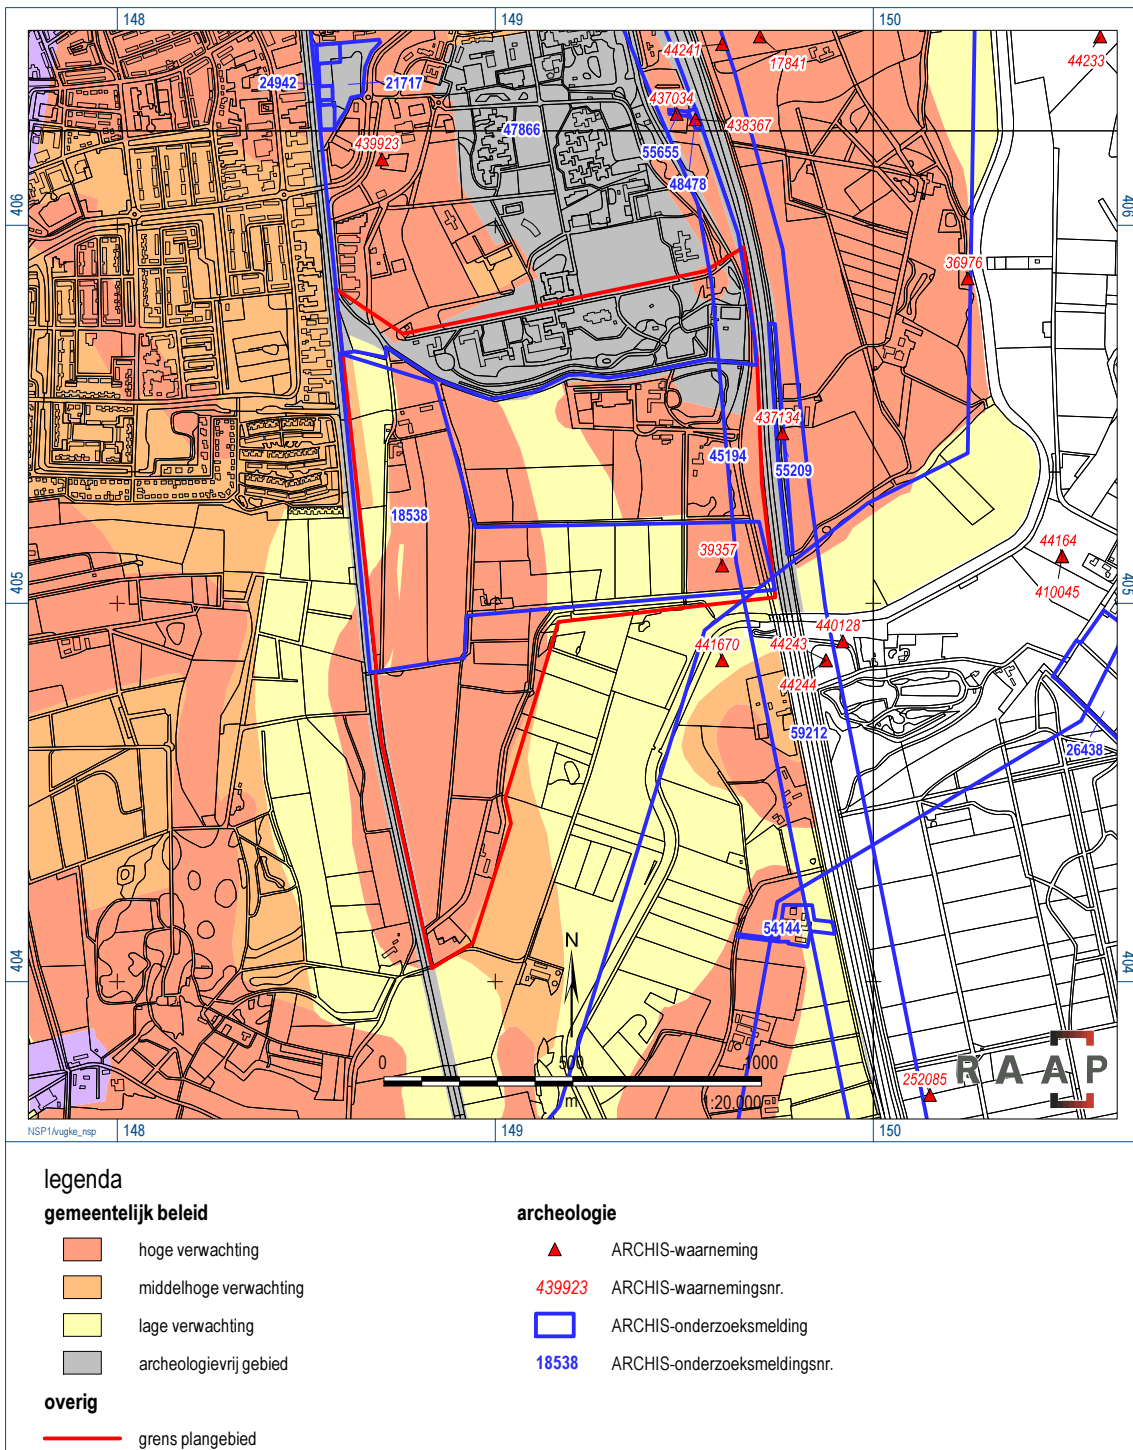 148
149
150
44241
17841
44233
24942
21717
437034
438367
47866
439923
55655
48478
406
406
36976
437134
45194
55209
18538
39357
44164
410045
405
405
440128
441670
44243
44244
59212
26438
54144
N
404
404
0
500
1000
m
1:20.000
252085
RAAP
NSP1/vugke_nsp
148
149
150
legenda
gemeentelijk beleid
hoge verwachting
middelhoge verwachting
lage verwachting
archeologievrij gebied
overig
grens plangebied
archeologie
ARCHIS-waarneming
439923 ARCHIS-waarnemingsnr.
ARCHIS-onderzoeksmelding
18538 ARCHIS-onderzoeksmeldingsnr.